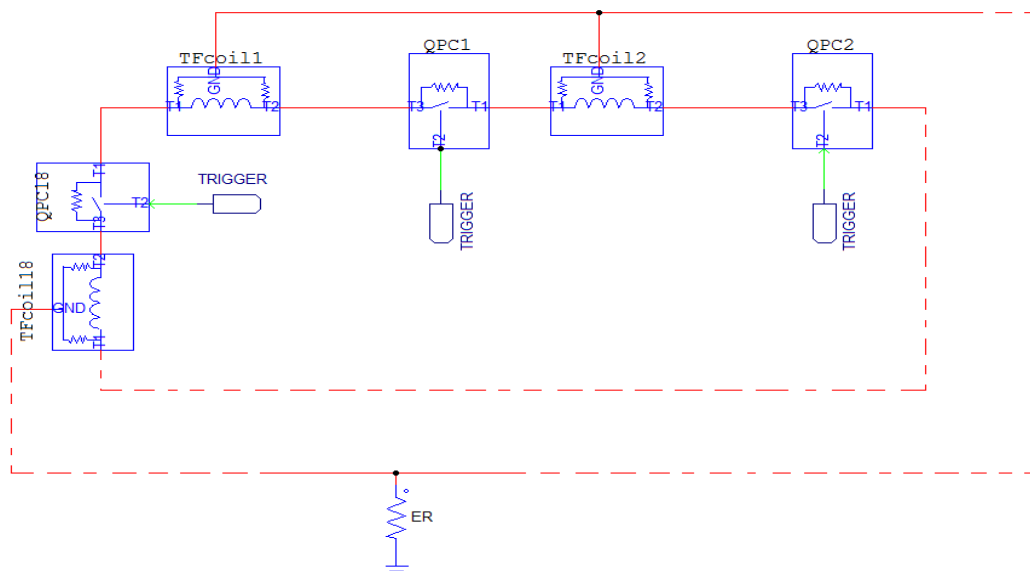 QPC1
QPC2
TFcoil1
TFcoil2
GND
GND
T1
T2
T3
T1
T1
T2
T3
T1
T2
T2
T1
TRIGGER
QPC18
T2
T3
TRIGGER
TRIGGER
T2
TFcoil18
GND
T1
ER